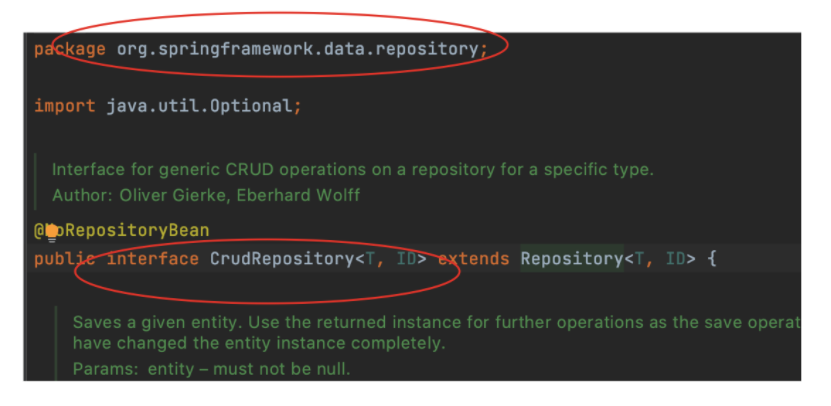 package org.springframework.data.repository;
import java.util.Optional;
Interface for generic CRUD operations on a repository for a specific type.
Author: Oliver Gierke, Eberhard Wolff
@NoRepositoryBean
public interface CrudRepository<T, ID> extends Repository<T, ID> {
Saves a given entity. Use the returned instance for further operations as the save operat
have changed the entity instance completely.
Params: entity – must not be null.